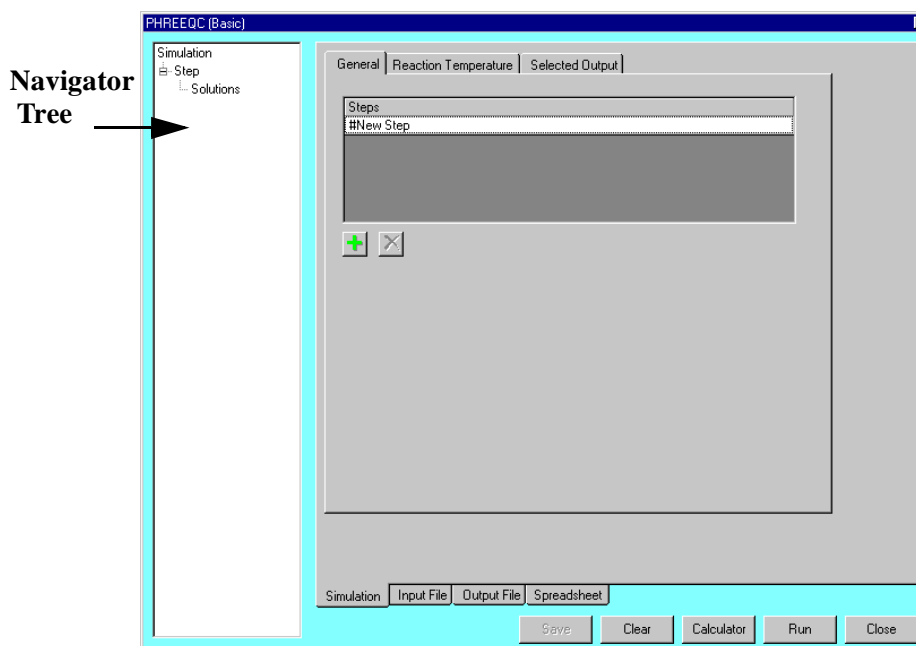 PHREEQC (Basic)
Navigator
Tree
Simulation
Step
Solutions
General Reaction Temperature Selected Output
Steps
#New Step
Simulation Input File Output File Spreadsheet
Save Clear Calculator Run Close